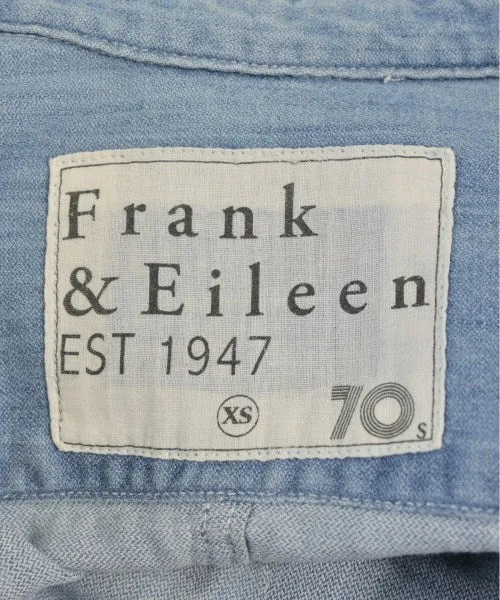 Frank
& Eileen
EST 1947
XS 70s